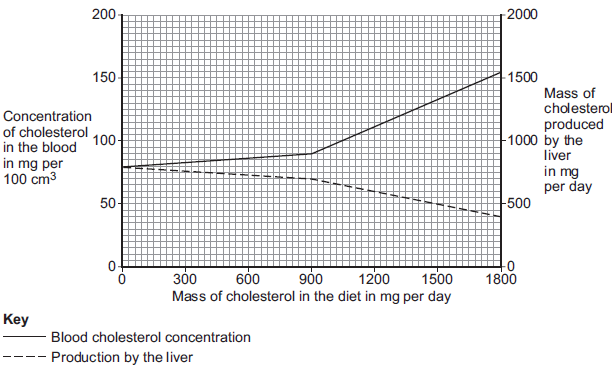 200
2000
150
1500
Concentration
of cholesterol
in the blood
in mg per
100 cm3
Mass of
cholesterol
produced
by the
liver
in mg
per day
100
1000
50
500
0
0
0 300 600 900 1200 1500 1800
Mass of cholesterol in the diet in mg per day
Key
Blood cholesterol concentration
Production by the liver